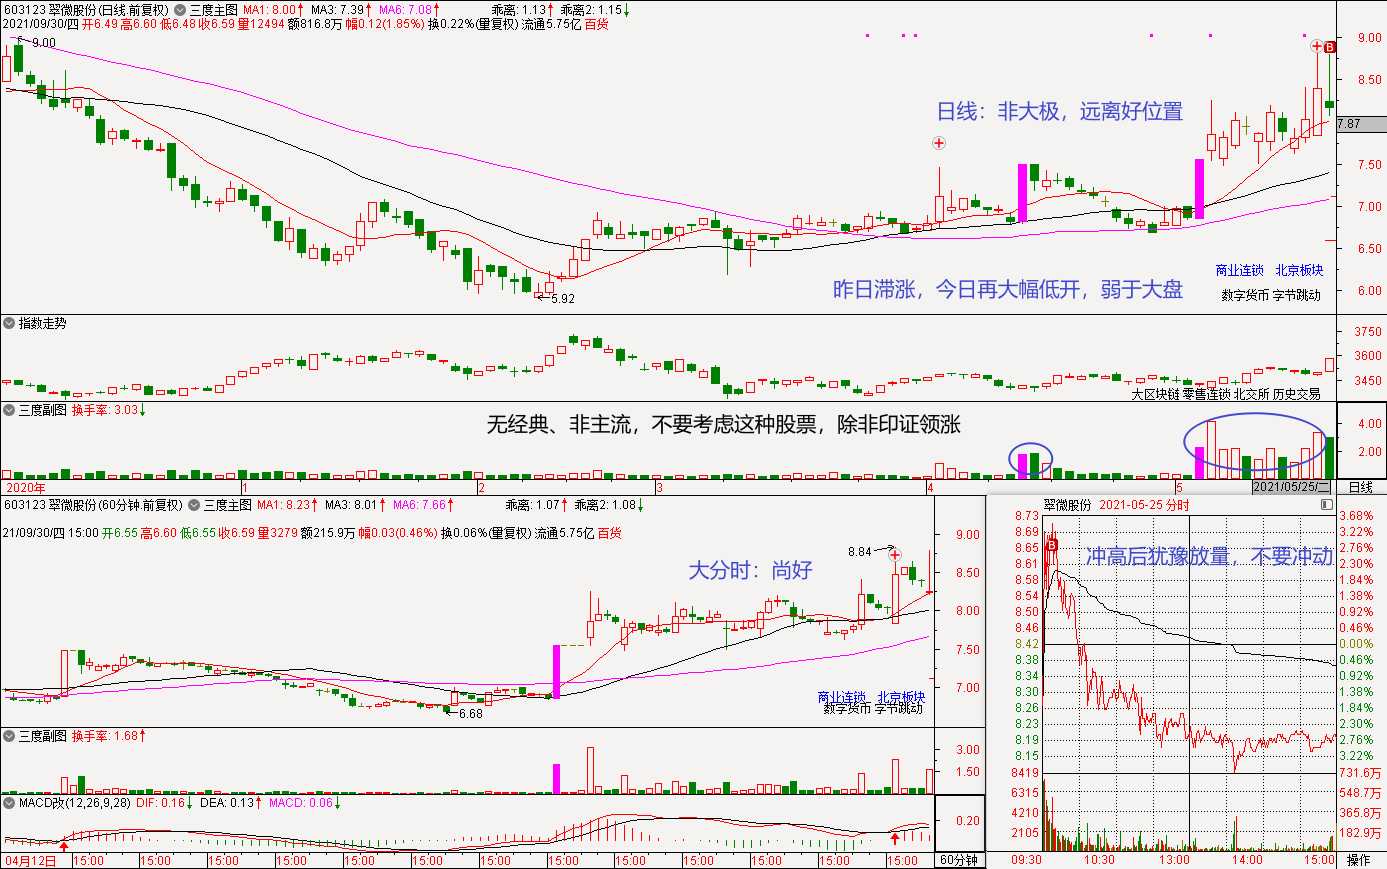 603123 翠微股份(日线.前复权) 三度主图 MA1: 8.00↑ MA3: 7.39↑ MA6: 7.08↑ 乖离: 1.13↑ 乖离2: 1.15↓
2021/09/30/四 开6.49 高6.60 低6.48 收6.59 量12494 额816.8万 幅0.12(1.85%) 换0.22%(量复权) 流通5.75亿 百货
9.00
9.00
8.50
日线：非大极，远离好位置
7.87
7.50
7.00
6.50
商业连锁 北京板块
昨日滞涨，今日再大幅低开，弱于大盘
6.00
数字货币 字节跳动
5.92
指数走势
3750
3600
3450
大区块链 零售连锁 北交所 历史交易
三度副图 换手率: 3.03↓
无经典、非主流，不要考虑这种股票，除非印证领涨
4.00
2.00
2020年 1 2 3 4 5 2021/05/25/二 日线
603123 翠微股份(60分钟.前复权) 三度主图 MA1: 8.23↑ MA3: 8.01↑ MA6: 7.66↑ 乖离: 1.07↑ 乖离2: 1.08↓
21/09/30/四 15:00 开6.55 高6.60 低6.55 收6.59 量3279 额215.9万 幅0.03(0.46%) 换0.06%(量复权) 流通5.75亿 百货
9.00
8.84
大分时：尚好
8.50
8.00
7.50
7.00
商业连锁 北京板块
数字货币 字节跳动
6.68
三度副图 换手率: 1.68↑
3.00
1.50
MACD改(12,26,9,28) DIF: 0.16↓ DEA: 0.13↑ MACD: 0.06↓
0.20
04月12日 15:00 15:00 15:00 15:00 15:00 15:00 15:00 15:00 15:00 15:00 15:00 15:00 60分钟
翠微股份 2021-05-25 分时
8.73 3.68%
8.69 3.22%
8.65 2.76%
冲高后犹豫放量，不要冲动
8.61 2.30%
8.58 1.84%
8.54 1.38%
8.50 0.92%
8.46 0.46%
8.42 0.00%
8.38 0.46%
8.34 0.92%
8.30 1.38%
8.26 1.84%
8.23 2.30%
8.19 2.76%
8.15 3.22%
8419 731.6万
6315 548.7万
4210 365.8万
2105 182.9万
09:30 10:30 13:00 14:00 15:00 操作